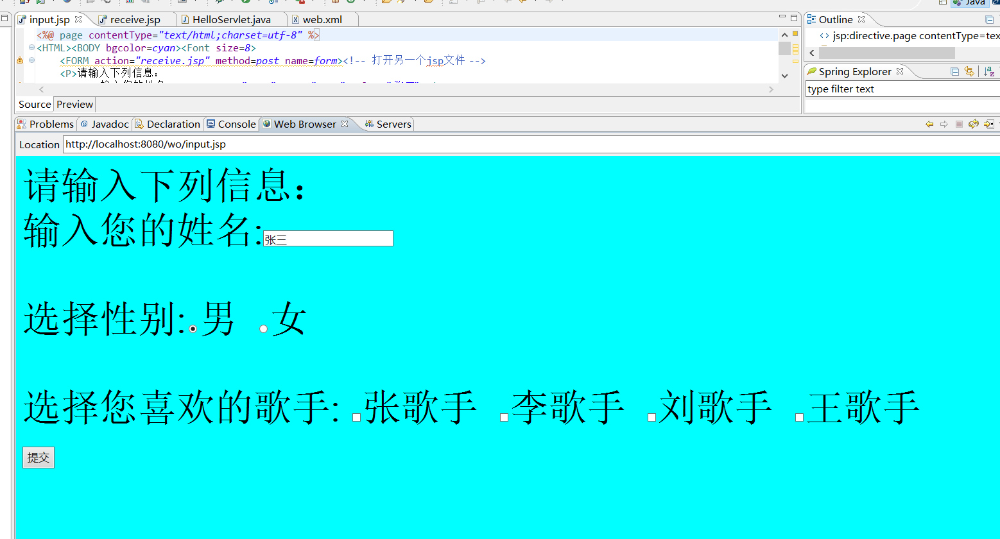 Java
input.jsp receive.jsp HelloServlet.java web.xml
<%@ page contentType="text/html;charset=utf-8" %>
<HTML><BODY bgcolor=cyan><Font size=8>
<FORM action="receive.jsp" method=post name=form><!-- 打开另一个jsp文件 -->
<P>请输入下列信息：
Source Preview
Outline
jsp:directive.page contentType=tex
Spring Explorer
type filter text
Problems @ Javadoc Declaration Console Web Browser Servers
Location http://localhost:8080/wo/input.jsp
请输入下列信息：
输入您的姓名:张三
选择性别:男 女
选择您喜欢的歌手: 张歌手 李歌手 刘歌手 王歌手
提交